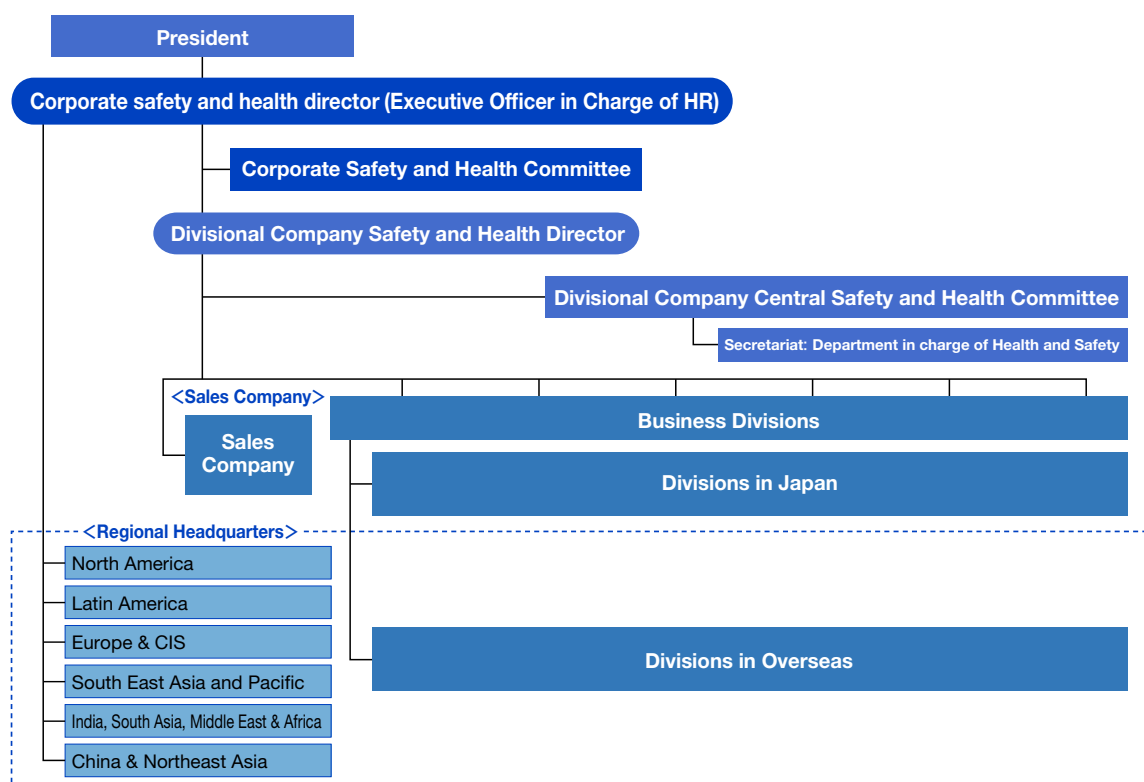 President
Corporate safety and health director (Executive Officer in Charge of HR)
Corporate Safety and Health Committee
Divisional Company Safety and Health Director
Divisional Company Central Safety and Health Committee
Secretariat: Department in charge of Health and Safety
<Sales Company>
Sales
Company
Business Divisions
Divisions in Japan
<Regional Headquarters>
North America
Latin America
Europe & CIS
South East Asia and Pacific
India, South Asia, Middle East & Africa
China & Northeast Asia
Divisions in Overseas